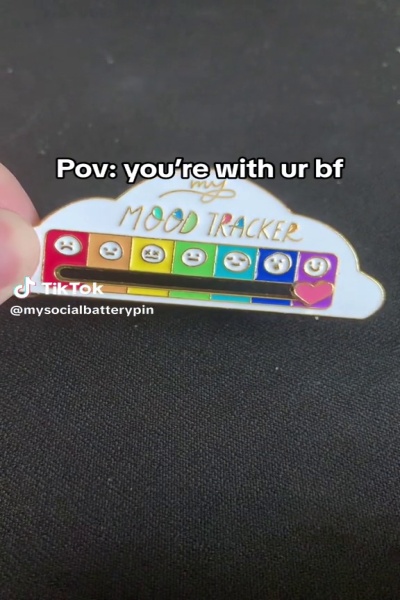 Pov: you're with ur bf
my
MOOD TRACKER
TikTok
@mysocialbatterypin